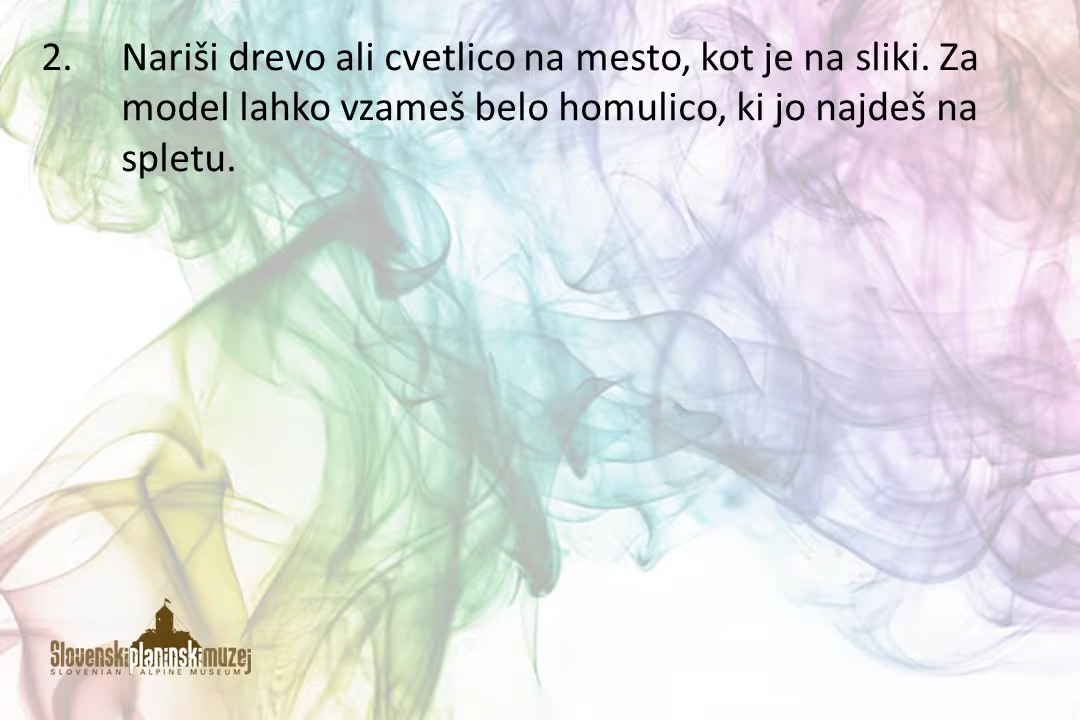 2. Nariši drevo ali cvetlico na mesto, kot je na sliki. Za
model lahko vzameš belo homulico, ki jo najdeš na
spletu.
Slovenski planinski muzej
SLOVENIAN ALPINE MUSEUM